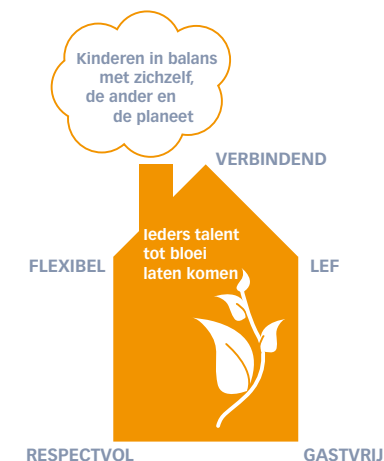 Kinderen in balans
met zichzelf,
de ander en
de planeet
VERBINDEND
Ieders talent
tot bloei
laten komen
FLEXIBEL
LEF
RESPECTVOL
GASTVRIJ